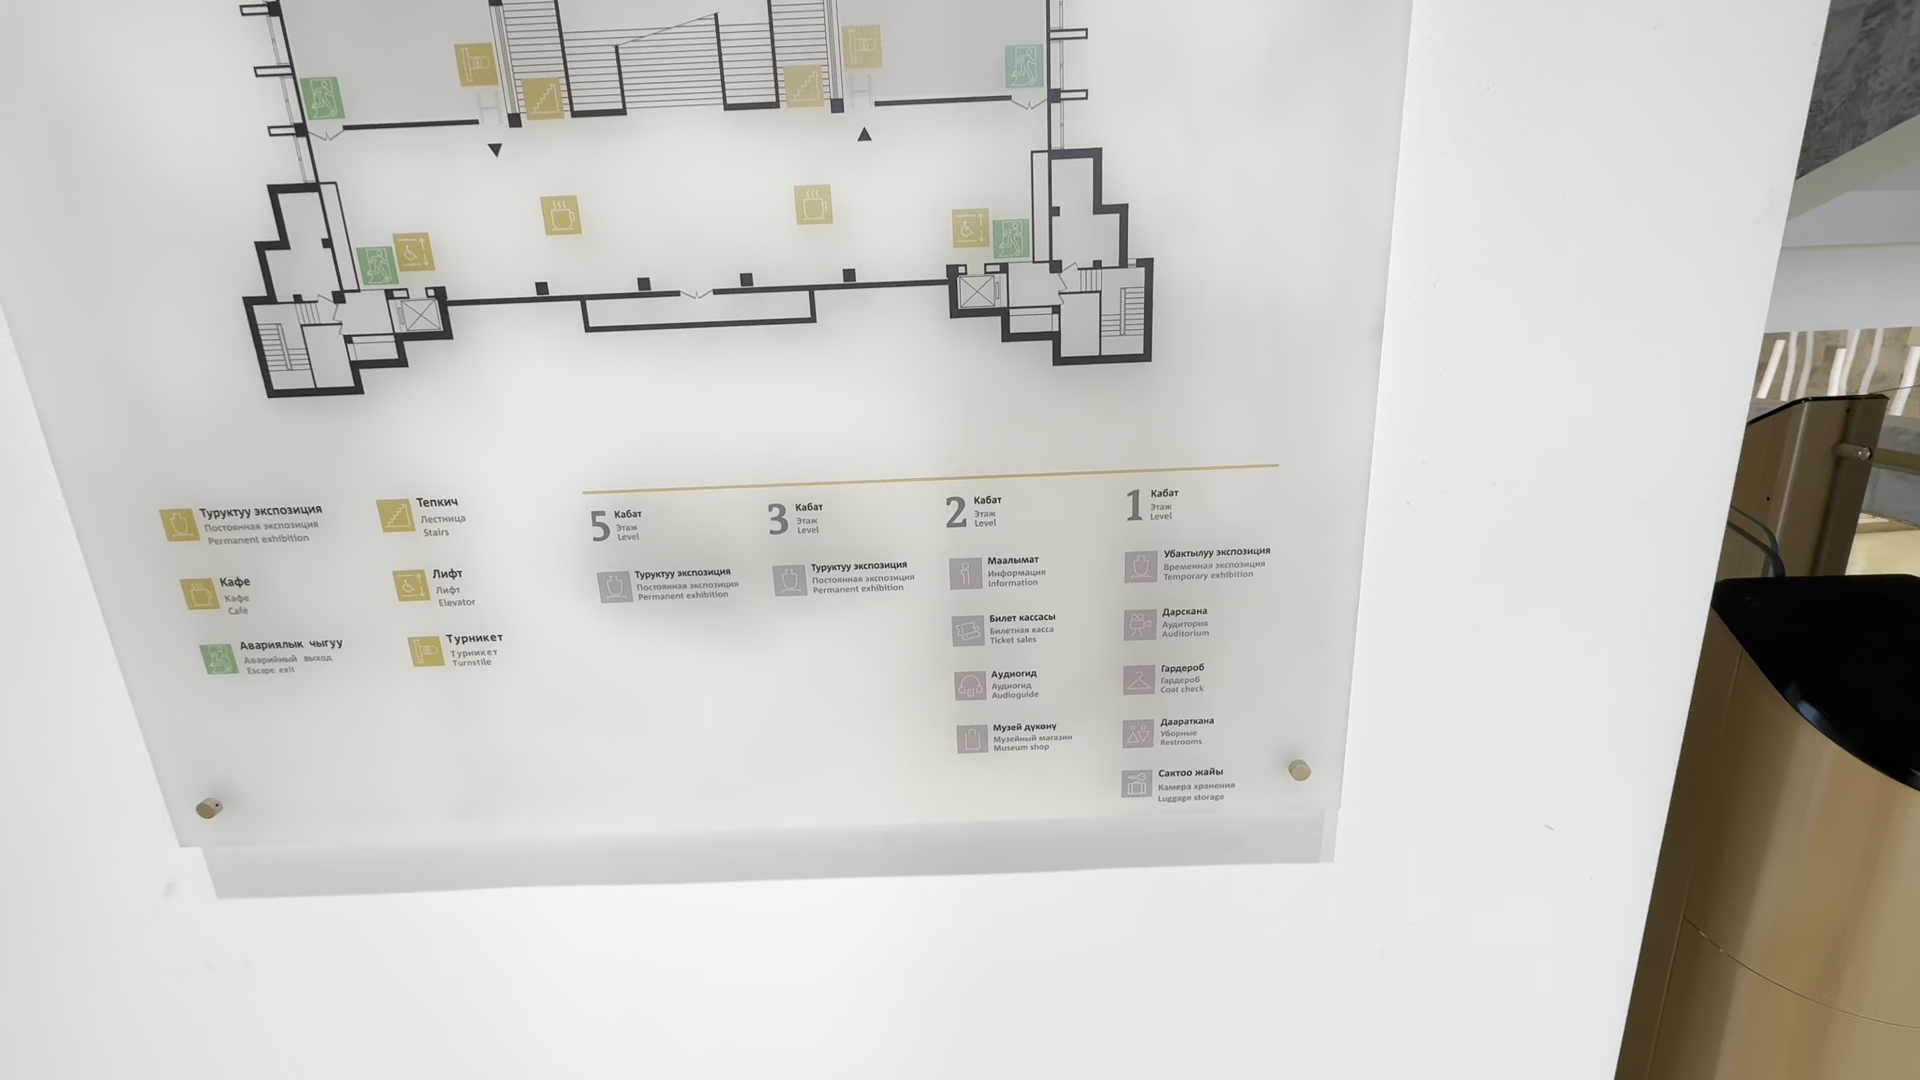 Туруктуу экспозиция
Постоянная экспозиция
Permanent exhibition
Кафе
Кафе
Café
Авариялык чыгуу
Аварийный выход
Escape exit
Тепкич
Лестница
Stairs
Лифт
Лифт
Elevator
Турникет
Турникет
Turnstile
5 Кабат
Этаж
Level
Туруктуу экспозиция
Постоянная экспозиция
Permanent exhibition
3 Кабат
Этаж
Level
Туруктуу экспозиция
Постоянная экспозиция
Permanent exhibition
2 Кабат
Этаж
Level
Маалымат
Информация
Information
Билет кассасы
Билетная касса
Ticket sales
Аудиогид
Аудиогид
Audioguide
Музей дүкөнү
Музейный магазин
Museum shop
1 Кабат
Этаж
Level
Убактылуу экспозиция
Временная экспозиция
Temporary exhibition
Дарскана
Аудитория
Auditorium
Гардероб
Гардероб
Coat check
Даараткана
Уборные
Restrooms
Сактоо жайы
Камера хранения
Luggage storage